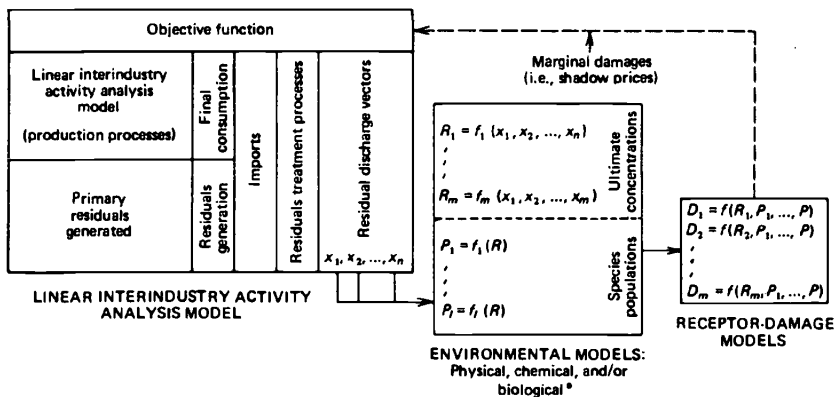 Objective function
Linear interindustry
activity analysis
model
(production processes)
Final
consumption
Imports
Residuals treatment processes
Residual discharge vectors
Primary
residuals
generated
Residuals
generation
x₁, x₂, ..., xₙ
LINEAR INTERINDUSTRY ACTIVITY
ANALYSIS MODEL
Marginal damages
(i.e., shadow prices)
R₁ = f₁ (x₁, x₂, ..., xₙ)
Rₘ = fₘ (x₁, x₂, ..., xₘ)
Ultimate
concentrations
P₁ = f₁ (R)
Pₗ = fₗ (R)
Species
populations
ENVIRONMENTAL MODELS:
Physical, chemical, and/or
biological*
D₁ = f(R₁, P₁, ..., P)
D₂ = f(R₂, P₁, ..., P)
Dₘ = f(Rₘ, P₁, ..., P)
RECEPTOR-DAMAGE
MODELS